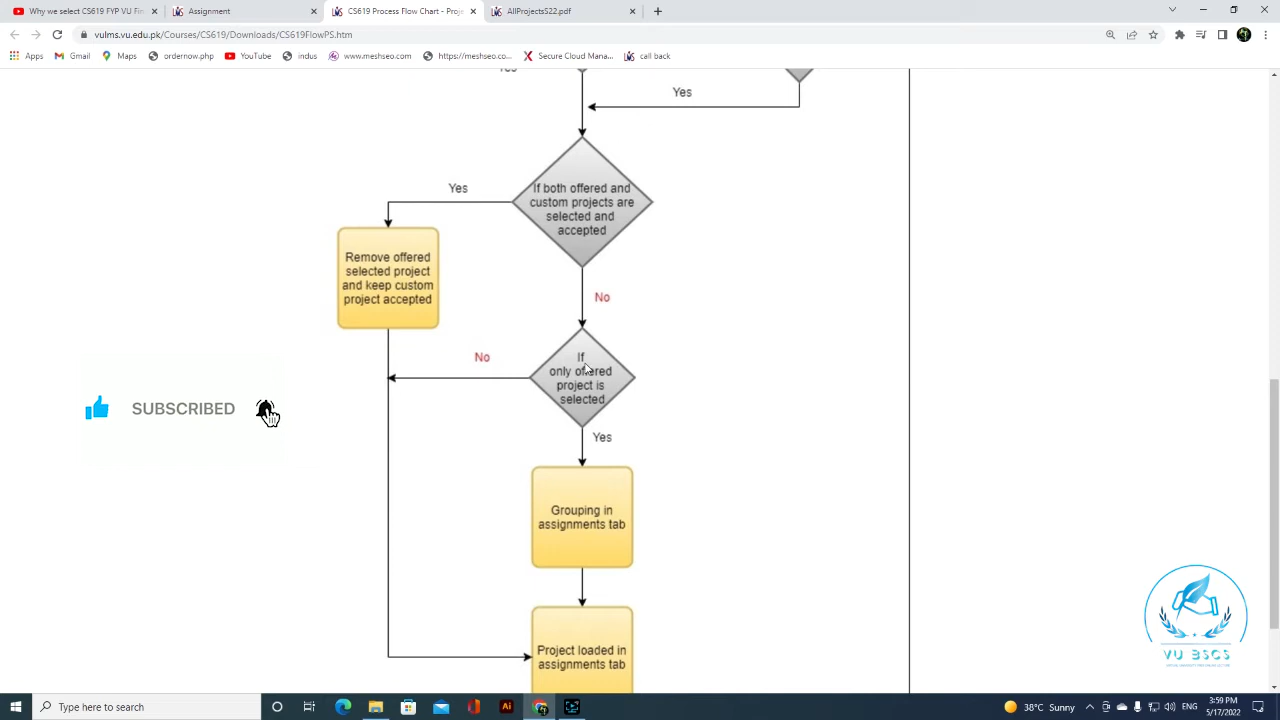 Why we select CS619 FYP VU Fin
Assignment
CS619 Process Flow Chart - Proje
AllProjectsS22.pdf
vulms.vu.edu.pk/Courses/CS619/Downloads/CS619FlowPS.htm
Apps
Gmail
Maps
ordernow.php
YouTube
indus
www.meshseo.com
https://meshseo.co...
Secure Cloud Mana...
call back
Yes
Yes
If both offered and
custom projects are
selected and
accepted
Yes
Remove offered
selected project
and keep custom
project accepted
No
If
only offered
project is
selected
No
Yes
SUBSCRIBED
Grouping in
assignments tab
Project loaded in
assignments tab
VU BSCS
Type here to search
38°C Sunny
ENG
3:59 PM
5/17/2022